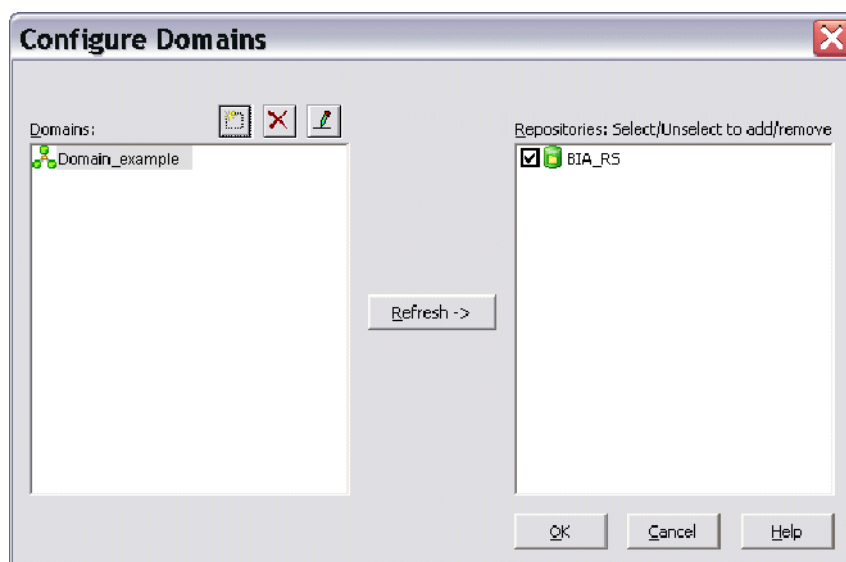 Configure Domains
Domains:
Repositories: Select/Unselect to add/remove
Domain_example
BIA_RS
Refresh ->
OK
Cancel
Help